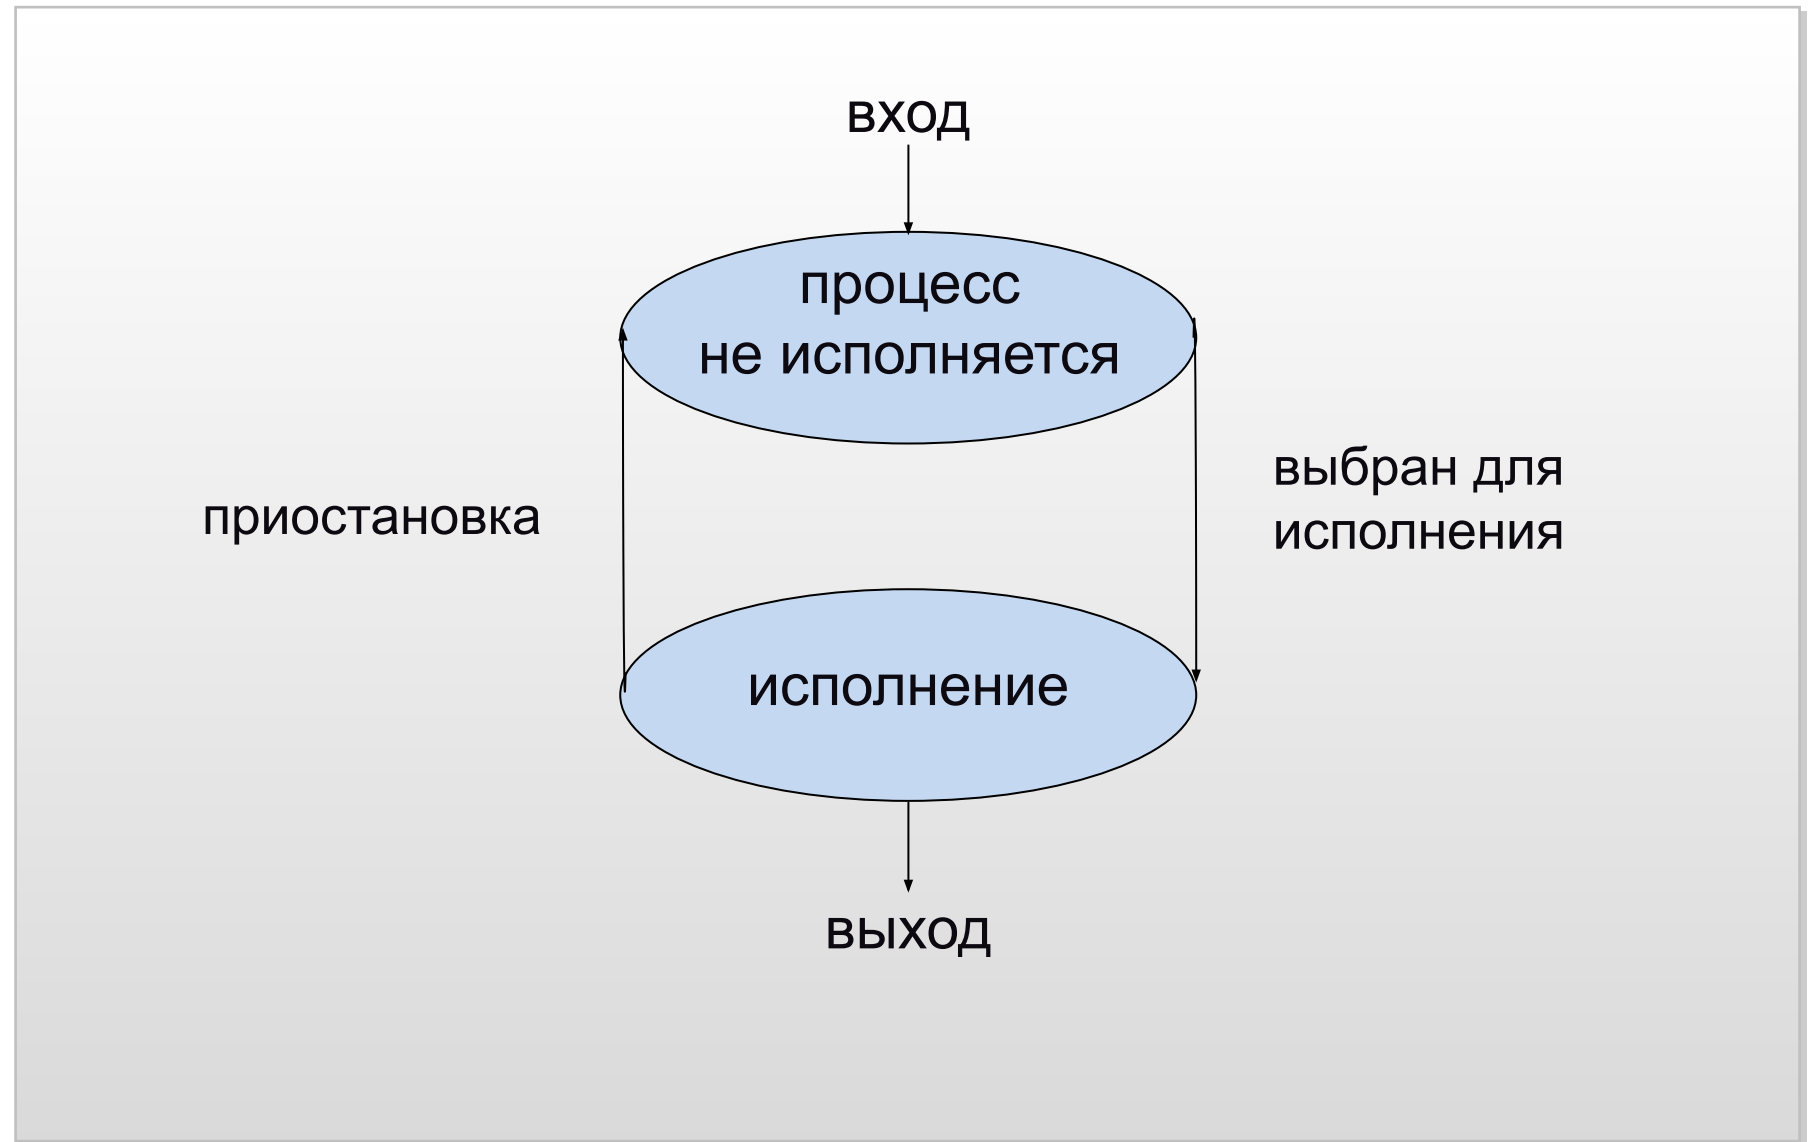 вход
процесс
не исполняется
выбран для
исполнения
приостановка
исполнение
выход